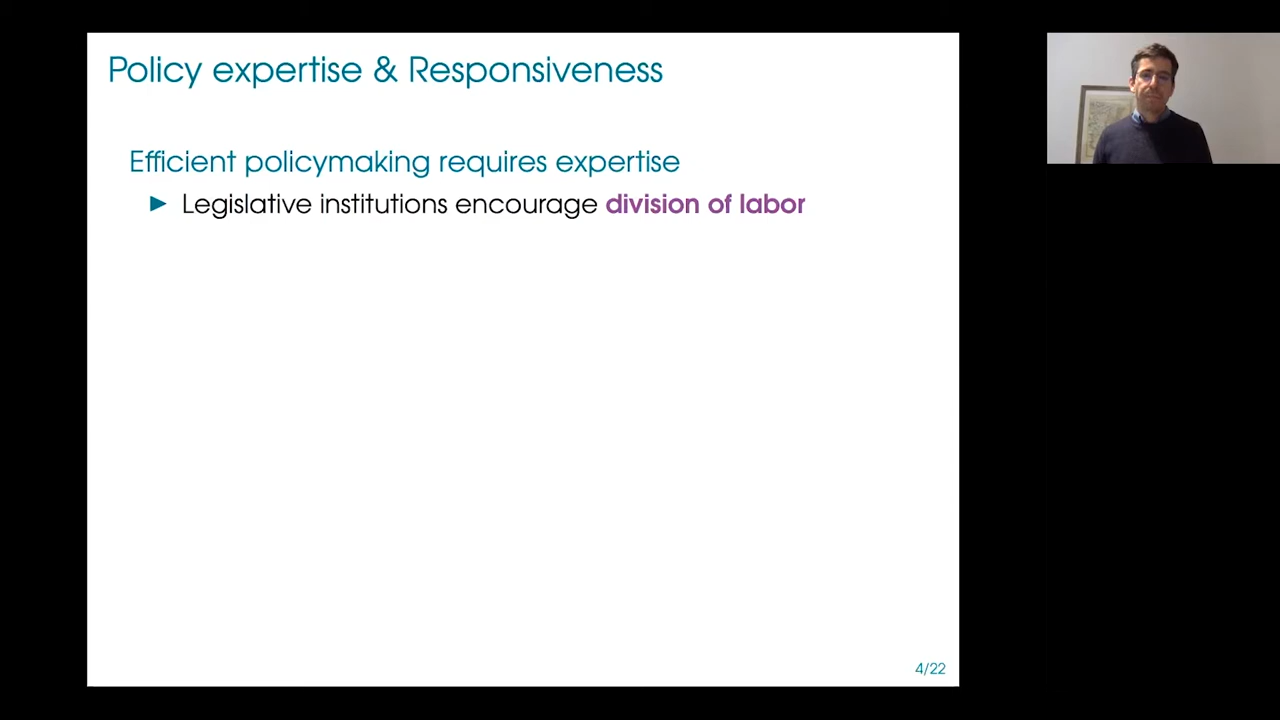 Policy expertise & Responsiveness
Efficient policymaking requires expertise
► Legislative institutions encourage division of labor
4/22